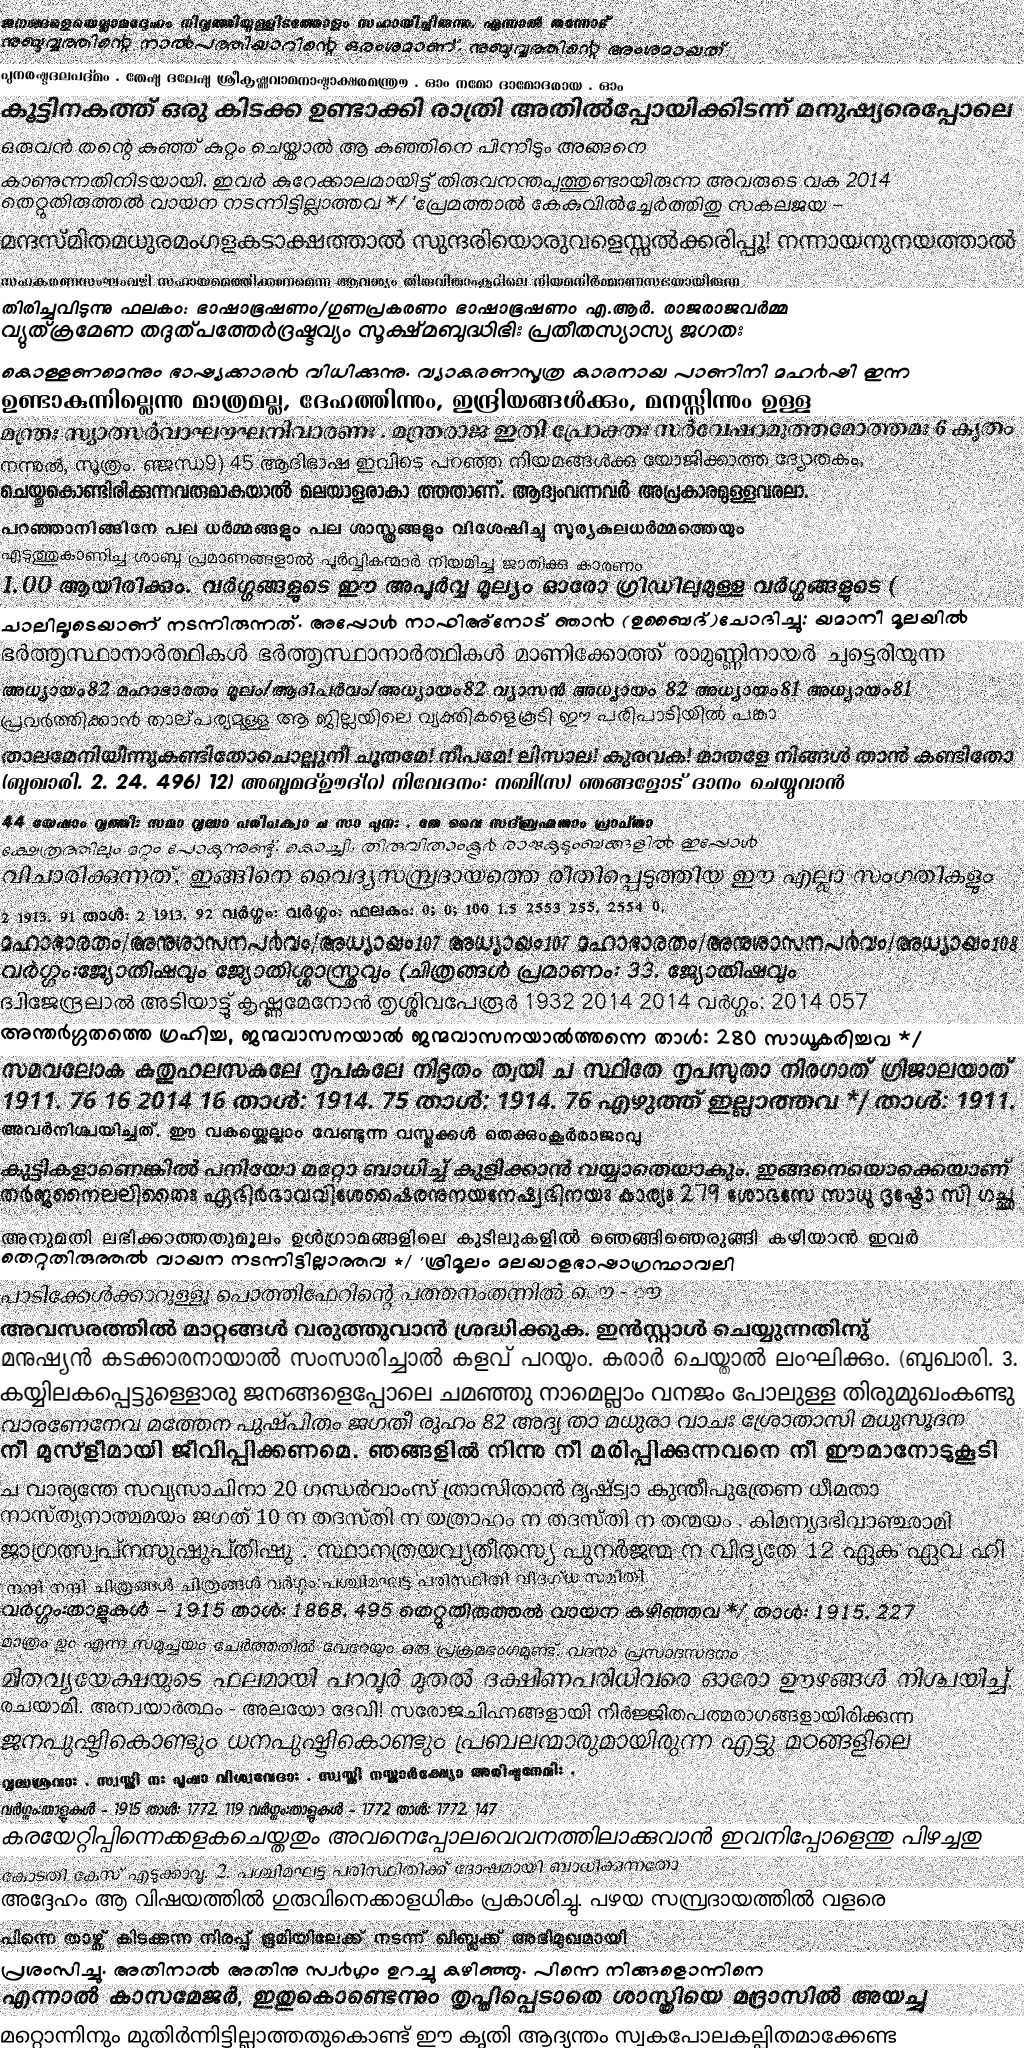 ജനങ്ങളെയെല്ലാമദ്ദേഹം നിവൃത്തിയുള്ളിടത്തോളം സഹായിച്ചിരുന്നു. എന്നാൽ തന്നോട്
നുബുവ്വത്തിന്റെ നാൽപത്തിയാറിന്റെ ഒരംശമാണ്. നുബുവ്വത്തിന്റെ അംശമായത്
പുനരഷ്ടദലപദ്മം . തേഷു ദലേഷു ശ്രീകൃഷ്ണവാമനാഷ്ടാക്ഷരമന്ത്രൗ . ഓം നമോ ദാമോദരായ . ഓം
കൂട്ടിനകത്ത് ഒരു കിടക്ക ഉണ്ടാക്കി രാത്രി അതിൽപ്പോയിക്കിടന്ന് മനുഷ്യരെപ്പോലെ
ഒരുവൻ തന്റെ കുഞ്ഞ് കുറ്റം ചെയ്താൽ ആ കുഞ്ഞിനെ പിന്നീടും അങ്ങനെ
കാണുന്നതിനിടയായി. ഇവർ കുറേക്കാലമായിട്ട് തിരുവനന്തപുത്തുണ്ടായിരുന്ന അവരുടെ വക 2014
തെറ്റുതിരുത്തൽ വായന നടന്നിട്ടില്ലാത്തവ */ 'പ്രേമത്താൽ കേകുവിൽച്ചേർത്തിതു സകലജയ –
മന്ദസ്മിതമധുരമംഗളകടാക്ഷത്താൽ സുന്ദരിയൊരുവളെസ്സൽക്കരിപ്പൂ! നന്നായനുനയത്താൽ
സഹകരണസംഘംവഴി സഹായമെത്തിക്കണമെന്ന ആവശ്യം തിരുവിതാംകൂറിലെ നിയമനിർമ്മാണസഭയായിരുന്ന
തിരിച്ചുവിടുന്നു ഫലകം: ഭാഷാഭൂഷണം/ഗുണപ്രകരണം ഭാഷാഭൂഷണം എ.ആർ. രാജരാജവർമ്മ
വ്യുത്ക്രമേണ തദുത്പത്തേർദ്രഷ്ടവ്യം സൂക്ഷ്മബുദ്ധിഭിഃ പ്രതീതസ്യാസ്യ ജഗതഃ
കൊള്ളണമെന്നും ഭാഷ്യക്കാരൻ വിധിക്കുന്നു. വ്യാകരണസൂത്ര കാരനായ പാണിനി മഹർഷി ഇന്ന
ഉണ്ടാകുന്നില്ലെന്നു മാത്രമല്ല, ദേഹത്തിന്നും, ഇന്ദ്രിയങ്ങൾക്കും, മനസ്സിന്നും ഉള്ള
മന്ത്രഃ സ്യാത്സർവാഘൗഘനിവാരണഃ . മന്ത്രരാജ ഇതി പ്രോക്തഃ സർവേഷാമുത്തമോത്തമഃ 6 കൃതം
നന്നുൽ, സൂത്രം. ഞ്ജന്ധ9) 45 ആദിഭാഷ ഇവിടെ പറഞ്ഞ നിയമങ്ങൾക്കു യോജിക്കാത്ത ദ്യോതകം,
ചെയ്തുകൊണ്ടിരിക്കുന്നവരുമാകയാൽ മലയാളരാകാ ത്തതാണ്. ആദ്യംവന്നവർ അപ്രകാരമുള്ളവരലാ.
പറഞ്ഞാനിങ്ങിനേ പല ധർമ്മങ്ങളും പല ശാസ്ത്രങ്ങളും വിശേഷിച്ചു സൂര്യകുലധർമ്മത്തെയും
എടുത്തുകാണിച്ച ശാബു പ്രമാണങ്ങളാൽ പൂർവ്വികന്മാർ നിയമിച്ച ജാതിക്കു കാരണം
1.00 ആയിരിക്കും. വർഗ്ഗങ്ങളുടെ ഈ അപൂർവ്വ മൂല്യം ഓരോ ഗ്രിഡിലുമുള്ള വർഗ്ഗങ്ങളുടെ (
ചാലിലൂടെയാണ് നടന്നിരുന്നത്. അപ്പോൾ നാഫിഅ്നോട് ഞാൻ (ഉബൈദ്)ചോദിച്ചു: യമാനി മൂലയിൽ
ഭർത്തൃസ്ഥാനാർത്ഥികൾ ഭർത്തൃസ്ഥാനാർത്ഥികൾ മാണിക്കോത്ത് രാമുണ്ണിനായർ ചുട്ടെരിയുന്ന
അധ്യായം82 മഹാഭാരതം മൂലം/ആദിപർവം/അധ്യായം82 വ്യാസൻ അധ്യായം 82 അധ്യായം81 അധ്യായം81
പ്രവർത്തിക്കാൻ താല്പര്യമുള്ള ആ ജില്ലയിലെ വ്യക്തികളെകൂടി ഈ പരിപാടിയിൽ പങ്കാ
താലമേനിയീന്നുകണ്ടിതോചൊല്ലുനീ ചൂതമേ! നീപമേ! ലിസാല! കുരവക! മാതളേ നിങ്ങൾ താൻ കണ്ടിതോ
(ബുഖാരി. 2. 24. 496) 12) അബൂമദ്ഊദ്(റ) നിവേദനം: നബി(സ) ഞങ്ങളോട് ദാനം ചെയ്യുവാൻ
44 യേഷാം വൃത്തിഃ സമാ വൃദ്ധാ പരിപക്വാ ച സാ പുനഃ . തേ വൈ സദ്ബ്രഹ്മതാം പ്രാപ്താ
ക്ഷേത്രത്തിലും മറ്റം പോകുന്നുണ്ട്. കൊച്ചി, തിരുവിതാംകൂർ രാജകുടുംബങ്ങളിൽ ഇപ്പോൾ
വിചാരിക്കുന്നത്. ഇങ്ങിനെ വൈദ്യസമ്പ്രദായത്തെ രീതിപ്പെടുത്തിയ ഈ എല്ലാ സംഗതികളും
2 1913. 91 താൾ: 2 1913. 92 വർഗ്ഗം: വർഗ്ഗം: ഫലകം: 0; 0; 100 1.5 2553 255, 2554 0,
മഹാഭാരതം/അനുശാസനപർവം/അധ്യായം107 അധ്യായം107 മഹാഭാരതം/അനുശാസനപർവം/അധ്യായം108
വർഗ്ഗം:ജ്യോതിഷവും ജ്യോതിശ്ശാസ്ത്രവും (ചിത്രങ്ങൾ പ്രമാണം: 33. ജ്യോതിഷവും
ദ്വിജേന്ദ്രലാൽ അടിയാട്ടു് കൃഷ്ണമേനോൻ തൃശ്ശിവപേരൂർ 1932 2014 2014 വർഗ്ഗം: 2014 057
അന്തർഗ്ഗതത്തെ ഗ്രഹിച്ച, ജന്മവാസനയാൽ ജന്മവാസനയാൽത്തന്നെ താൾ: 280 സാധൂകരിച്ചവ */
സമവലോക കുതുഹലസകലേ നൃപകലേ നിഭൃതം ത്വയി ച സ്ഥിതേ നൃപസുതാ നിരഗാത് ഗ്രിജാലയാത്
1911. 76 16 2014 16 താൾ: 1914. 75 താൾ: 1914. 76 എഴുത്ത് ഇല്ലാത്തവ */ താൾ: 1911.
അവർനിശ്ചയിച്ചത്. ഈ വകയ്ക്കെല്ലാം വേണ്ടുന്ന വസ്തുക്കൾ തെക്കുംകൂർരാജാവു
കുട്ടികളാണെങ്കിൽ പനിയോ മറ്റോ ബാധിച്ച് കുളിക്കാൻ വയ്യാതെയാകും. ഇങ്ങനെയൊക്കെയാണ്
279 ശോഭസേ സാധു ദൃഷ്ടോ സി ഗച്ഛ
അനുമതി ലഭിക്കാത്തതുമൂലം ഉൾഗ്രാമങ്ങളിലെ കുടിലുകളിൽ ഞെങ്ങിഞെരുങ്ങി കഴിയാൻ ഇവർ
തെറ്റുതിരുത്തൽ വായന നടന്നിട്ടില്ലാത്തവ */ 'ശ്രീമൂലം മലയാളഭാഷാഗ്രന്ഥാവലി
പാടിക്കേൾക്കാറുള്ളൂ പൊത്തിഫേറിന്റെ പത്തനംതന്നിൽ ൌ - ൗ
അവസരത്തിൽ മാറ്റങ്ങൾ വരുത്തുവാൻ ശ്രദ്ധിക്കുക. ഇൻസ്റ്റാൾ ചെയ്യുന്നതിനു്
മനുഷ്യൻ കടക്കാരനായാൽ സംസാരിച്ചാൽ കളവ് പറയും. കരാർ ചെയ്താൽ ലംഘിക്കും. (ബുഖാരി. 3.
കയ്യിലകപ്പെട്ടുള്ളൊരു ജനങ്ങളെപ്പോലെ ചമഞ്ഞു നാമെല്ലാം വനജം പോലുള്ള തിരുമുഖംകണ്ടു
വാരണേനേവ മത്തേന പുഷ്പിതം ജഗതീ രുഹം 82 അദ്യ താ മധുരാ വാചഃ ശ്രോതാസി മധുസൂദന
നീ മുസ്ളീമായി ജീവിപ്പിക്കണമെ. ഞങ്ങളിൽ നിന്നു നീ മരിപ്പിക്കുന്നവനെ നീ ഈമാനോടുകൂടി
ച വാര്യന്തേ സവ്യസാചിനാ 20 ഗന്ധർവാംസ് ത്രാസിതാൻ ദൃഷ്ട്വാ കുന്തീപുത്രേണ ധീമതാ
നാസ്ത്യനാത്മമയം ജഗത് 10 ന തദസ്തി ന യത്രാഹം ന തദസ്തി ന തന്മയം . കിമന്യദഭിവാഞ്ഛാമി
ജാഗ്രത്സ്വപ്നസുഷുപ്തിഷു . സ്ഥാനത്രയവ്യതീതസ്യ പുനർജന്മ ന വിദ്യതേ 12 ഏക ഏവ ഹി
നന്ദി നന്ദി ചിത്രങ്ങൾ ചിത്രങ്ങൾ വർഗ്ഗം:പശ്ചിമഘട്ട പരിസ്ഥിതി വിദഗ്ധ സമിതി
വർഗ്ഗം:താളുകൾ – 1915 താൾ: 1868. 495 തെറ്റുതിരുത്തൽ വായന കഴിഞ്ഞവ */ താൾ: 1915. 227
മാത്രം ഉറ എന്ന സമുച്ചയം ചേർത്തതിൽ വേറേയും ഒരു പ്രക്രമഭംഗമുണ്ട്. വദനം പ്രസാദസദനം
മിതവ്യയേക്ഷയുടെ ഫലമായി പറവൂർ മുതൽ ദക്ഷിണപരിധിവരെ ഓരോ ഊഴങ്ങൾ നിശ്ചയിച്ച്.
രചയാമി. അന്വയാർത്ഥം - അലയോ ദേവി! സരോജചിഹ്നങ്ങളായി നിർജ്ജിതപത്മരാഗങ്ങളായിരിക്കുന്ന
ജനപുഷ്ടികൊണ്ടും ധനപുഷ്ടികൊണ്ടും പ്രബലന്മാരുമായിരുന്ന എട്ടു മഠങ്ങളിലെ
വൃദ്ധശ്രവാഃ . സ്വസ്തി നഃ പൂഷാ വിശ്വവേദാഃ . സ്വസ്തി നസ്താർക്ഷ്യോ അരിഷ്ടനേമിഃ .
വർഗ്ഗം:താളുകൾ – 1915 താൾ: 1772. 119 വർഗ്ഗം:താളുകൾ – 1772 താൾ: 1772. 147
കരയേറ്റിപ്പിന്നെക്കളകചെയ്തതും അവനെപ്പോലവെവനത്തിലാക്കുവാൻ ഇവനിപ്പോളെന്തു പിഴച്ചതു
കോടതി കേസ് എടുക്കാവൂ. 2. പശ്ചിമഘട്ട പരിസ്ഥിതിക്ക് ദോഷമായി ബാധിക്കുന്നതോ
അദ്ദേഹം ആ വിഷയത്തിൽ ഗുരുവിനെക്കാളധികം പ്രകാശിച്ചു. പഴയ സമ്പ്രദായത്തിൽ വളരെ
പിന്നെ താഴ്ത്ത് കിടക്കുന്ന നിരപ്പ് ഭൂമിയിലേക്ക് നടന്ന് ഖിബ്ലക്ക് അഭിമുഖമായി
പ്രശംസിച്ചു. അതിനാൽ അതിനു സ്വർഗ്ഗം ഉറച്ചു കഴിഞ്ഞു. പിന്നെ നിങ്ങളൊന്നിനെ
എന്നാൽ കാസമേജർ, ഇതുകൊണ്ടെന്നും തൃപ്തിപ്പെടാതെ ശാസ്ത്രിയെ മദ്രാസിൽ അയച്ചു
മറ്റൊന്നിനും മുതിർന്നിട്ടില്ലാത്തതുകൊണ്ട് ഈ കൃതി ആദ്യന്തം സ്വകപോലകല്പിതമാക്കേണ്ട